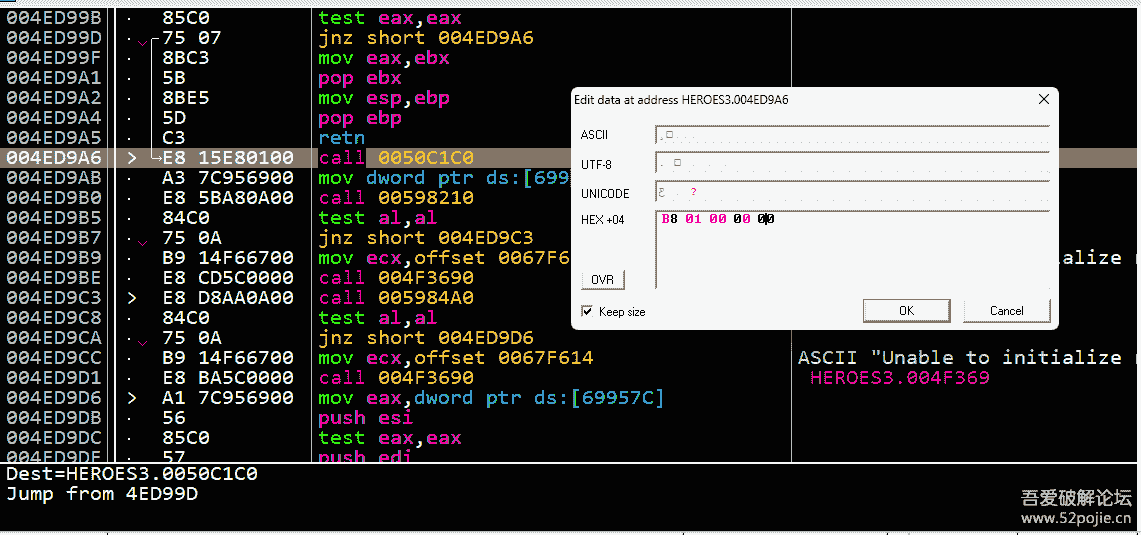 004ED99B · 85C0 test eax,eax
004ED99D · 75 07 jnz short 004ED9A6
004ED99F · 8BC3 mov eax,ebx
004ED9A1 · 5B pop ebx
004ED9A2 · 8BE5 mov esp,ebp
004ED9A4 · 5D pop ebp
004ED9A5 · C3 retn
004ED9A6 > E8 15E80100 call 0050C1C0
004ED9AB · A3 7C956900 mov dword ptr ds:[699
004ED9B0 · E8 5BA80A00 call 00598210
004ED9B5 · 84C0 test al,al
004ED9B7 · 75 0A jnz short 004ED9C3
004ED9B9 · B9 14F66700 mov ecx,offset 0067F6
004ED9BE · E8 CD5C0000 call 004F3690
004ED9C3 > E8 D8AA0A00 call 005984A0
004ED9C8 · 84C0 test al,al
004ED9CA · 75 0A jnz short 004ED9D6
004ED9CC · B9 14F66700 mov ecx,offset 0067F614 ASCII "Unable to initialize
004ED9D1 · E8 BA5C0000 call 004F3690 HEROES3.004F369
004ED9D6 > A1 7C956900 mov eax,dword ptr ds:[69957C]
004ED9DB · 56 push esi
004ED9DC · 85C0 test eax,eax
004ED9DE · 57 push edi
Edit data at address HEROES3.004ED9A6
ASCII
UTF-8
UNICODE
HEX +04 B8 01 00 00 00
OVR
Keep size
OK
Cancel
ialize
Dest=HEROES3.0050C1C0
Jump from 4ED99D
吾爱破解论坛
www.52pojie.cn